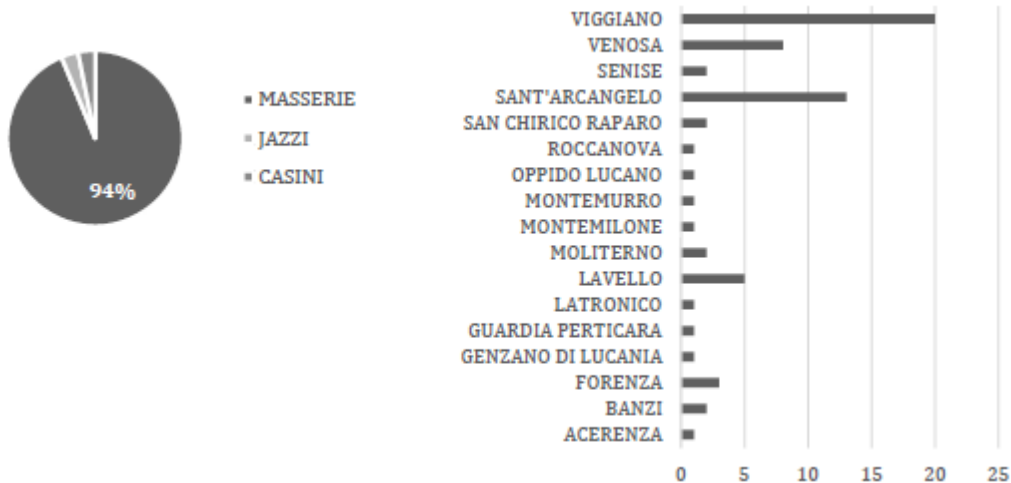 94%
MASSERIE
JAZZI
CASINI
VIGGIANO
VENOSA
SENISE
SANT'ARCANGELO
SAN CHIRICO RAPARO
ROCCANOVA
OPPIDO LUCANO
MONTEMURRO
MONTEMILONE
MOLITERNO
LAVELLO
LATRONICO
GUARDIA PERTICARA
GENZANO DI LUCANIA
FORENZA
BANZI
ACERENZA
0 5 10 15 20 25